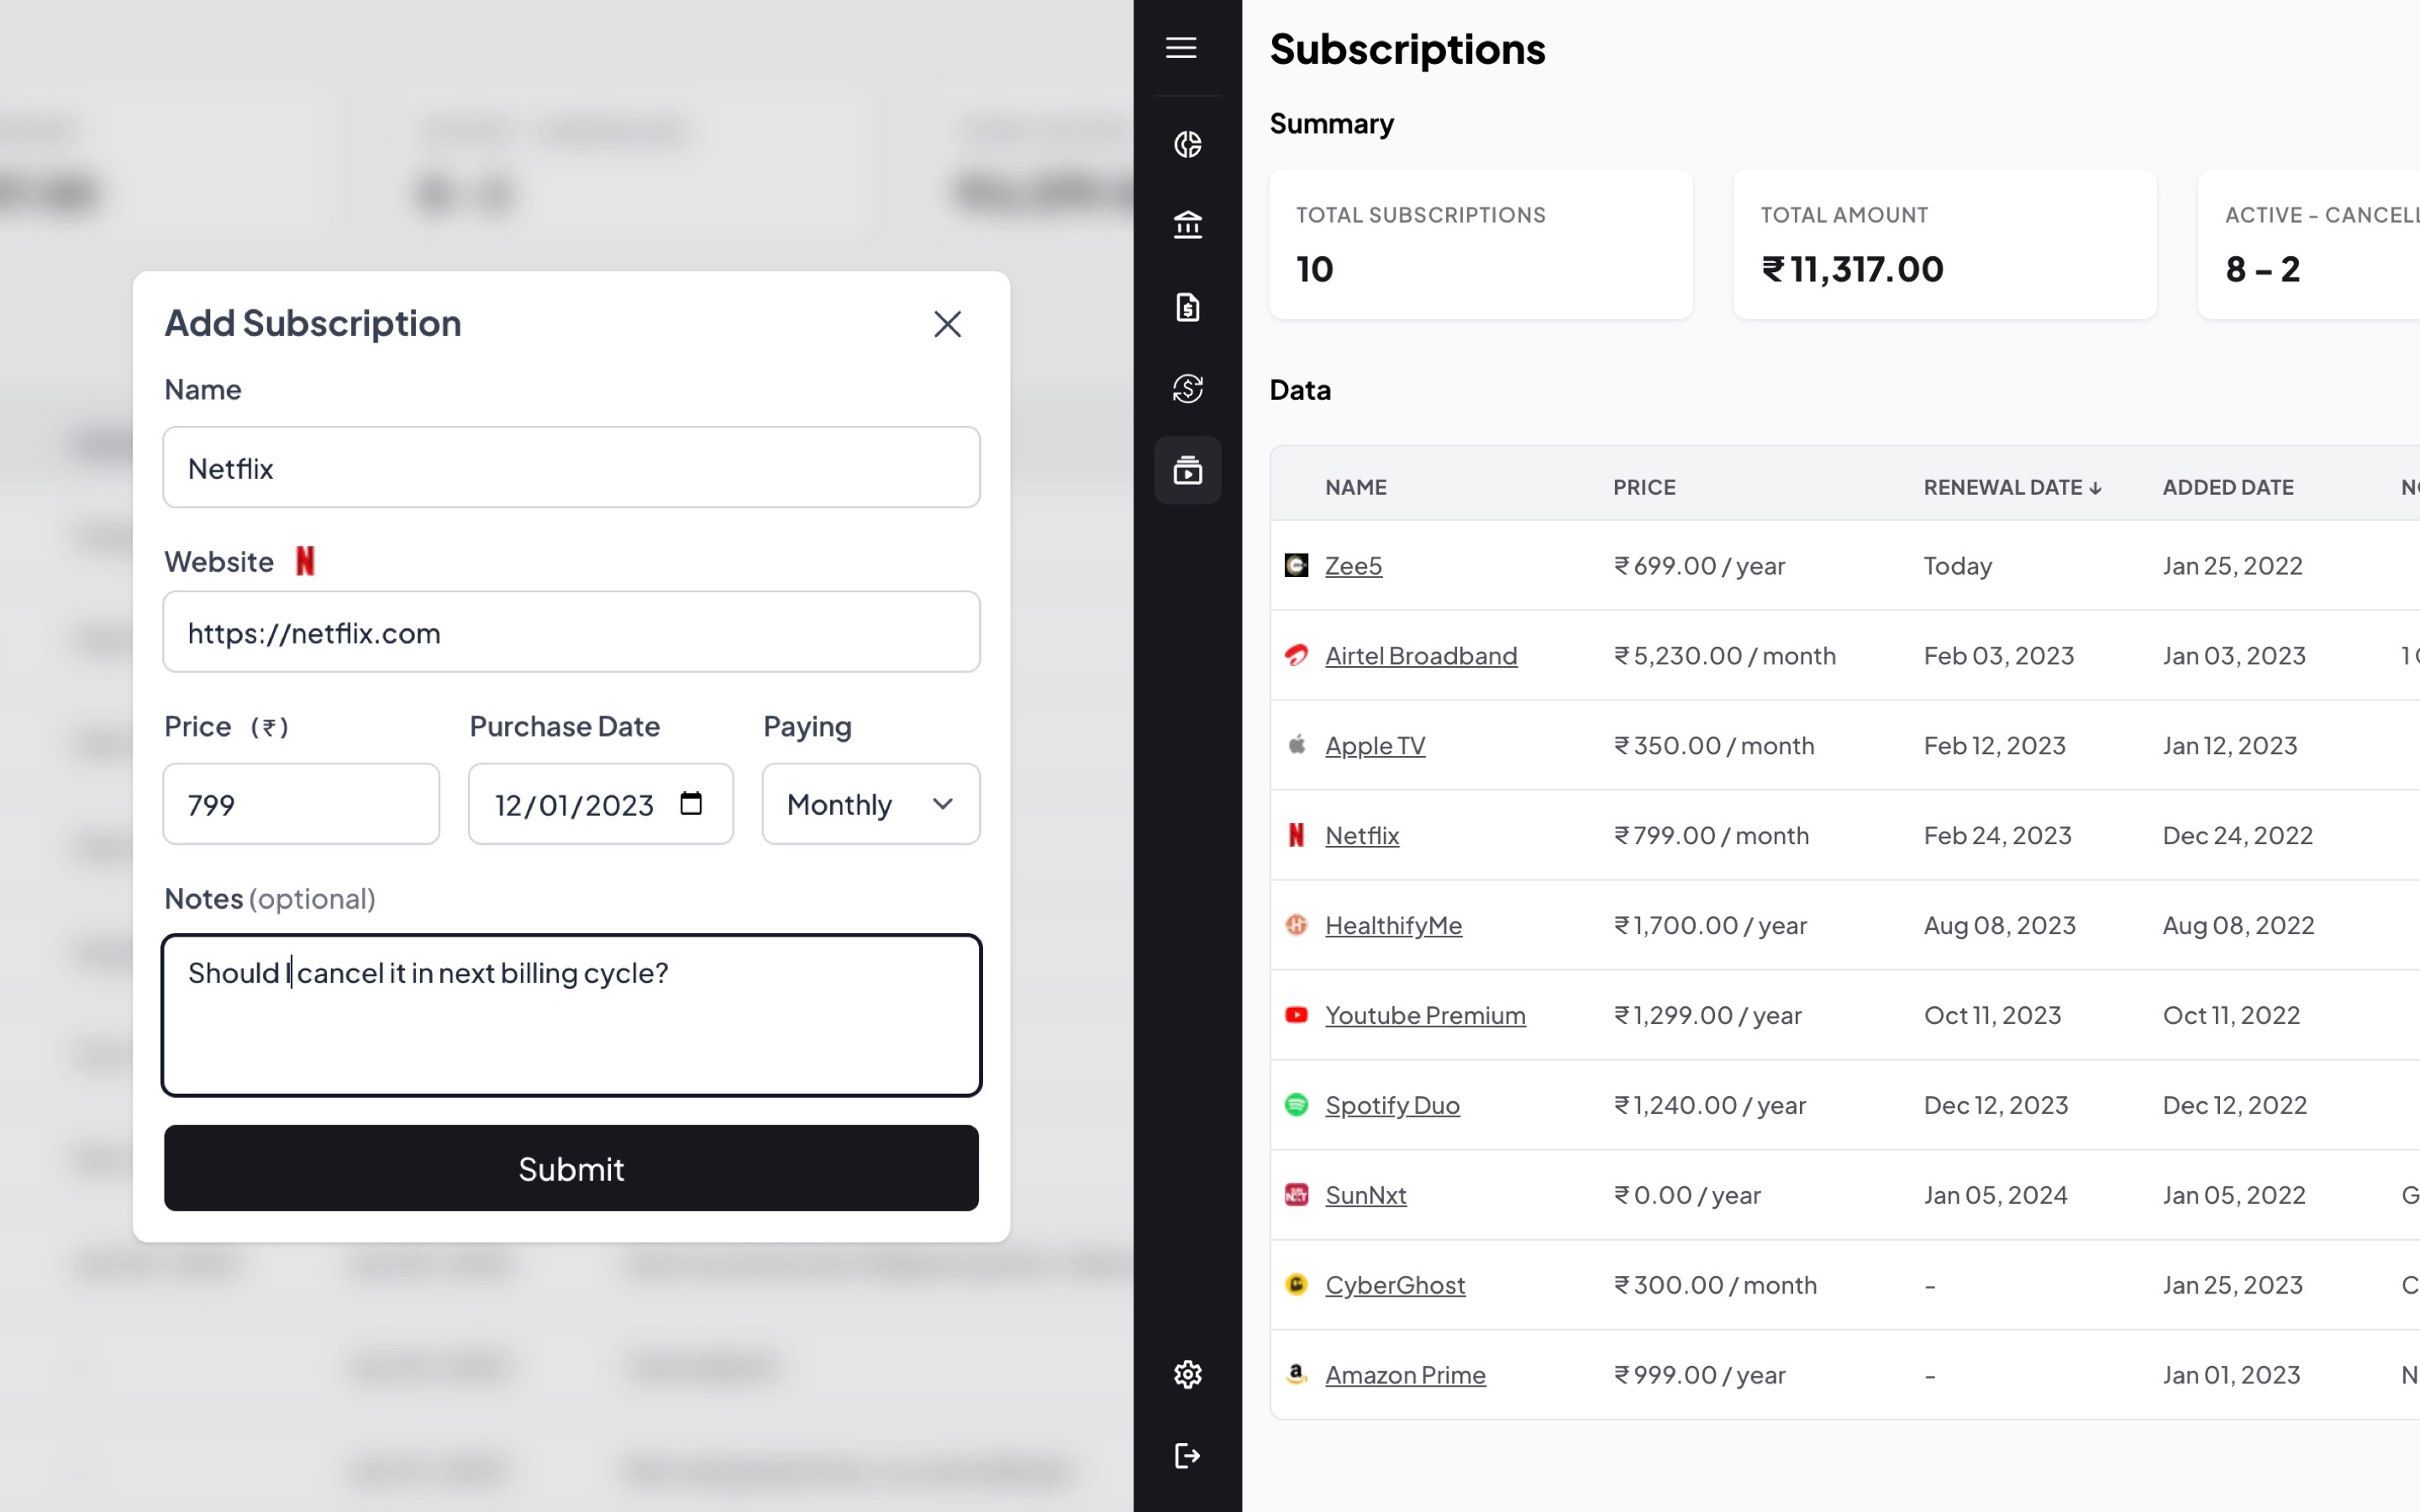 Add Subscription
Name
Netflix
Website
https://netflix.com
Price (₹) Purchase Date Paying
799 12/01/2023 Monthly
Notes (optional)
Should I cancel it in next billing cycle?
Submit
Subscriptions
Summary
TOTAL SUBSCRIPTIONS TOTAL AMOUNT ACTIVE - CANCELL
10 ₹ 11,317.00 8 - 2
Data
NAME PRICE RENEWAL DATE ↓ ADDED DATE
Zee5 ₹ 699.00 / year Today Jan 25, 2022
Airtel Broadband ₹ 5,230.00 / month Feb 03, 2023 Jan 03, 2023 1
Apple TV ₹ 350.00 / month Feb 12, 2023 Jan 12, 2023
Netflix ₹ 799.00 / month Feb 24, 2023 Dec 24, 2022
HealthifyMe ₹ 1,700.00 / year Aug 08, 2023 Aug 08, 2022
Youtube Premium ₹ 1,299.00 / year Oct 11, 2023 Oct 11, 2022
Spotify Duo ₹ 1,240.00 / year Dec 12, 2023 Dec 12, 2022
SunNxt ₹ 0.00 / year Jan 05, 2024 Jan 05, 2022 G
CyberGhost ₹ 300.00 / month - Jan 25, 2023 C
Amazon Prime ₹ 999.00 / year - Jan 01, 2023 N